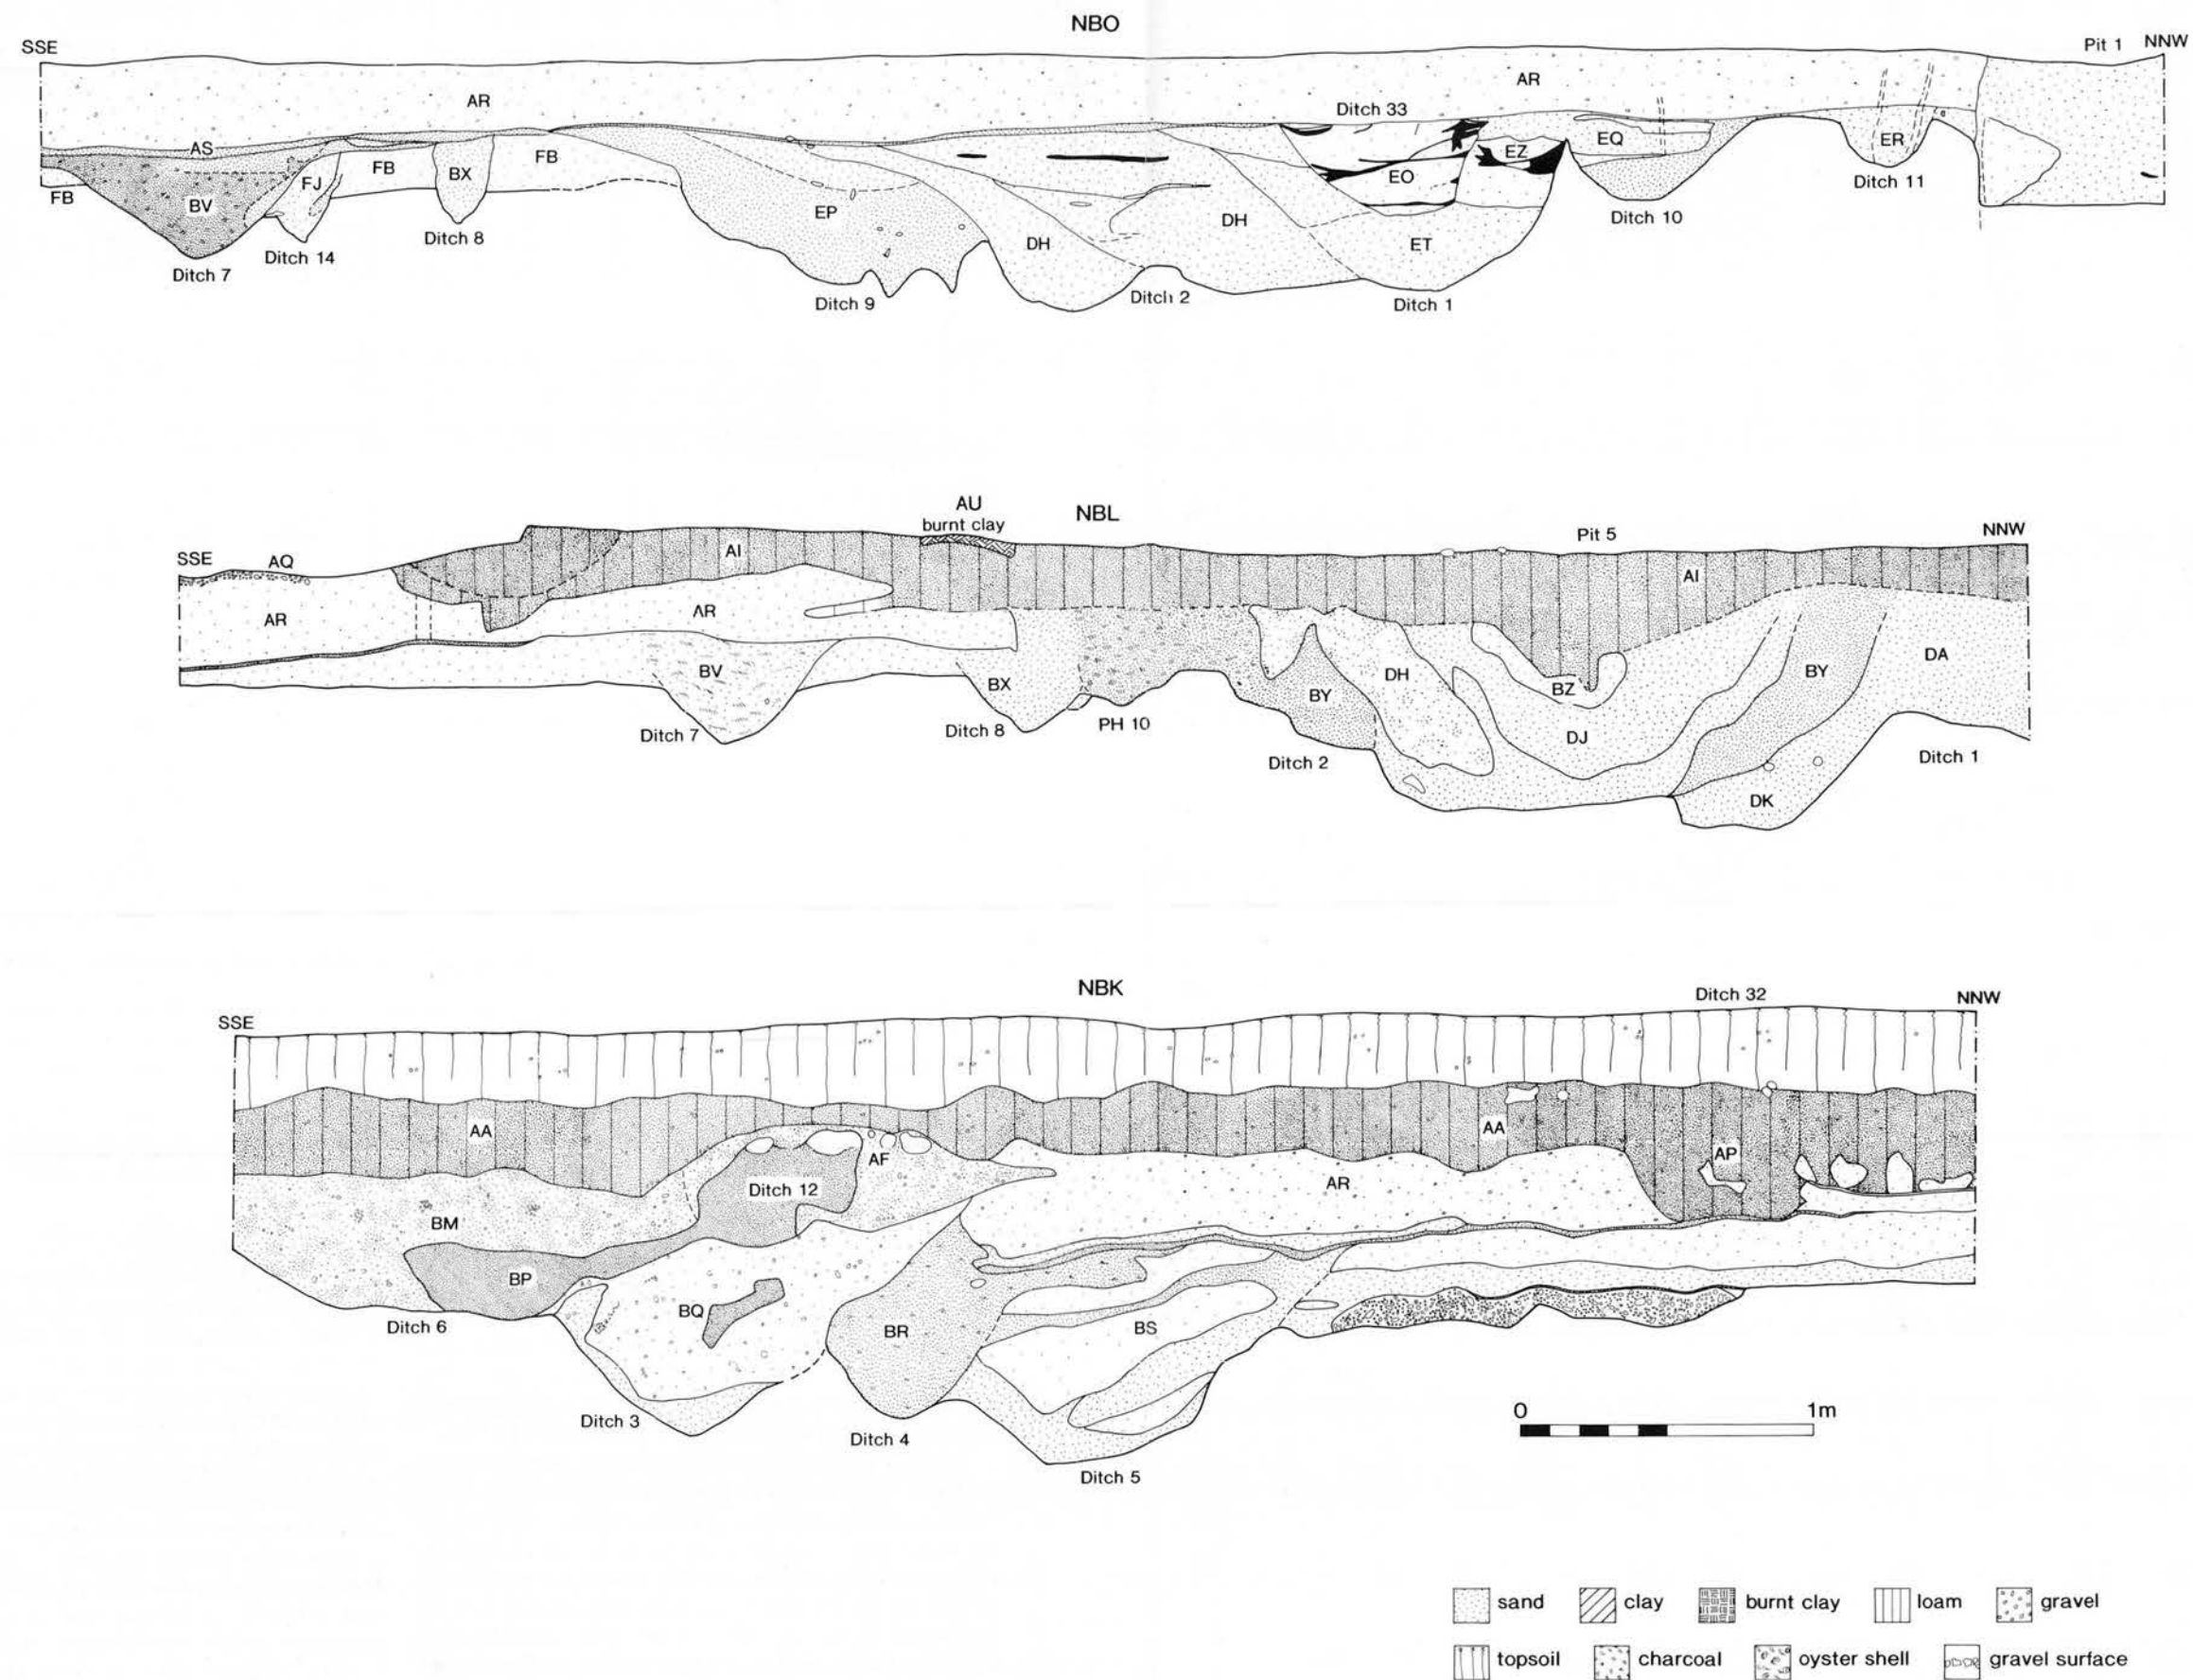 NBO
SSE
Pit 1 NNW
AR
AR
Ditch 33
AS
FJ
FB
BX
FB
EZ
EQ
ER
EO
FB
BV
EP
DH
DH
ET
Ditch 11
Ditch 10
Ditch 7
Ditch 14
Ditch 8
Ditch 9
Ditch 2
Ditch 1
AU
burnt clay
NBL
SSE
AQ
AI
Pit 5
NNW
AI
AR
AR
BV
BX
BY
DH
BZ
BY
DA
DJ
DK
Ditch 7
Ditch 8
PH 10
Ditch 2
Ditch 1
NBK
SSE
Ditch 32
NNW
AA
AA
AF
AP
Ditch 12
AR
BM
BP
BQ
BR
BS
Ditch 6
Ditch 3
Ditch 4
Ditch 5
0 1m
sand clay burnt clay loam gravel
topsoil charcoal oyster shell gravel surface